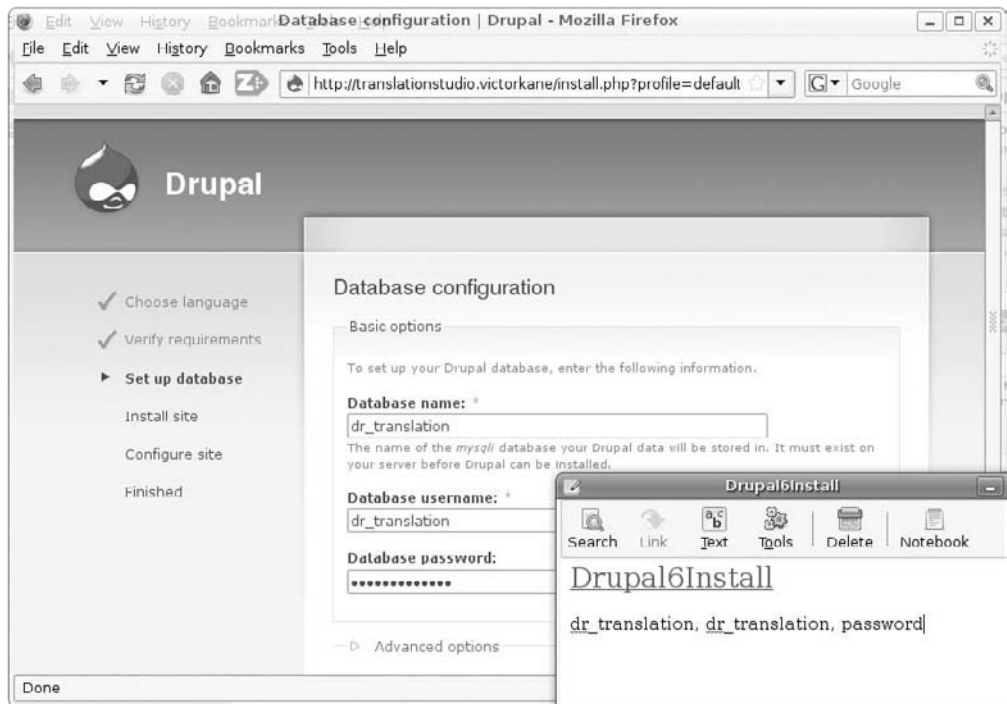 Database configuration | Drupal - Mozilla Firefox
Edit View History Bookmark
File Edit View History Bookmarks Tools Help
http://translationstudio.victorkane/install.php?profile=default
G Google
Drupal
Choose language
Verify requirements
Set up database
Install site
Configure site
Finished
Database configuration
Basic options
To set up your Drupal database, enter the following information.
Database name: *
dr_translation
The name of the mysqli database your Drupal data will be stored in. It must exist on
your server before Drupal can be installed.
Database username: *
dr_translation
Database password:
•••••••••••••
Advanced options
Done
Drupal6Install
Search Link Text Tools Delete Notebook
Drupal6Install
dr_translation, dr_translation, password